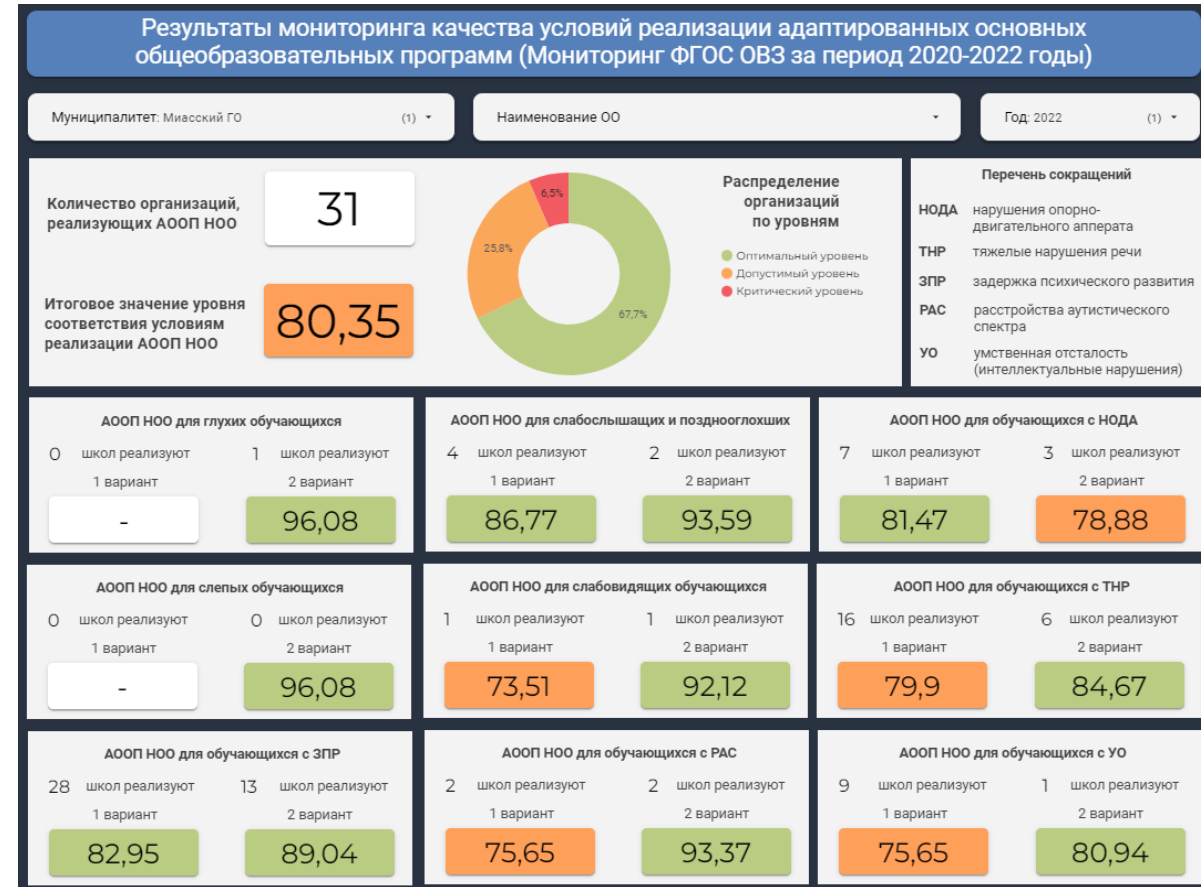 Результаты мониторинга качества условий реализации адаптированных основных
общеобразовательных программ (Мониторинг ФГОС ОВЗ за период 2020-2022 годы)
Муниципалитет: Миасский ГО (1)
Наименование ОО
Год: 2022 (1)
Количество организаций,
реализующих АООП НОО
31
Итоговое значение уровня
соответствия условиям
реализации АООП НОО
80,35
6,5%
25,8%
67,7%
Распределение
организаций
по уровням
Оптимальный уровень
Допустимый уровень
Критический уровень
Перечень сокращений
НОДА нарушения опорно-
двигательного апперата
ТНР тяжелые нарушения речи
ЗПР задержка психического развития
РАС расстройства аутистического
спектра
УО умственная отсталость
(интеллектуальные нарушения)
АООП НОО для глухих обучающихся
0 школ реализуют 1 школ реализуют
1 вариант 2 вариант
- 96,08
АООП НОО для слабослышащих и позднооглохших
4 школ реализуют 2 школ реализуют
1 вариант 2 вариант
86,77 93,59
АООП НОО для обучающихся с НОДА
7 школ реализуют 3 школ реализуют
1 вариант 2 вариант
81,47 78,88
АООП НОО для слепых обучающихся
0 школ реализуют 0 школ реализуют
1 вариант 2 вариант
- 96,08
АООП НОО для слабовидящих обучающихся
1 школ реализуют 1 школ реализуют
1 вариант 2 вариант
73,51 92,12
АООП НОО для обучающихся с ТНР
16 школ реализуют 6 школ реализуют
1 вариант 2 вариант
79,9 84,67
АООП НОО для обучающихся с ЗПР
28 школ реализуют 13 школ реализуют
1 вариант 2 вариант
82,95 89,04
АООП НОО для обучающихся с РАС
2 школ реализуют 2 школ реализуют
1 вариант 2 вариант
75,65 93,37
АООП НОО для обучающихся с УО
9 школ реализуют 1 школ реализуют
1 вариант 2 вариант
75,65 80,94